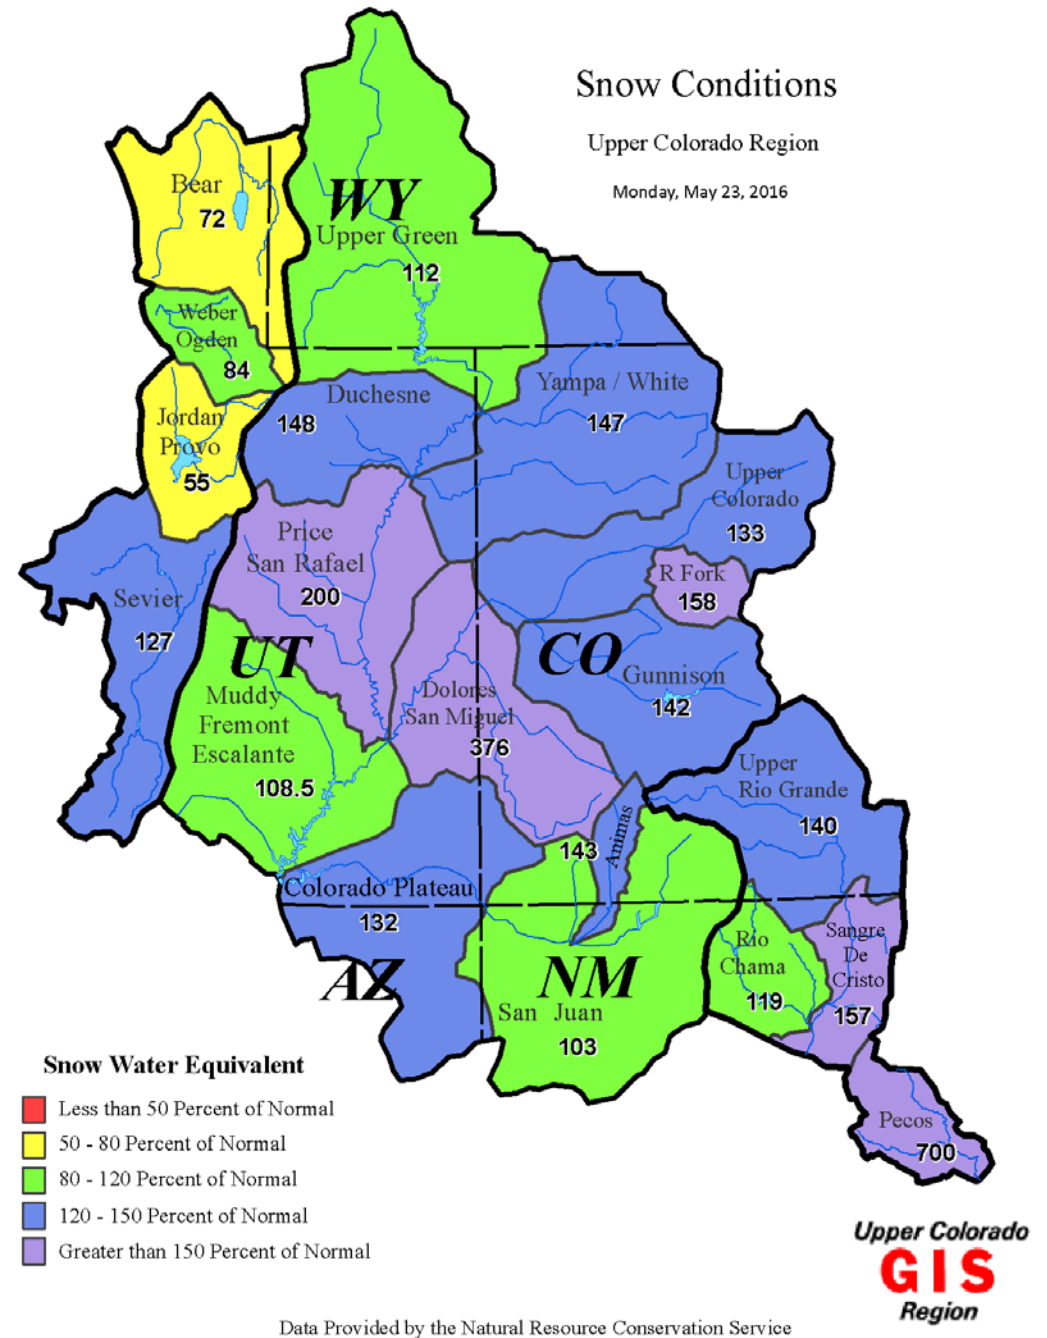 Snow Conditions
Upper Colorado Region
Monday, May 23, 2016
Bear
72
WY
Upper Green
112
Weber
Ogden
84
Jordan
Provo
55
Duchesne
148
Yampa / White
147
Upper
Colorado
133
Price
San Rafael
200
R Fork
158
Sevier
127
UT
CO
Gunnison
142
Muddy
Fremont
Escalante
108.5
Dolores
San Miguel
376
Upper
Rio Grande
140
Animas
143
Colorado Plateau
132
AZ
NM
San Juan
103
Rio
Chama
119
Sangre
De
Cristo
157
Pecos
700
Snow Water Equivalent
Less than 50 Percent of Normal
50 - 80 Percent of Normal
80 - 120 Percent of Normal
120 - 150 Percent of Normal
Greater than 150 Percent of Normal
Upper Colorado
GIS
Region
Data Provided by the Natural Resource Conservation Service